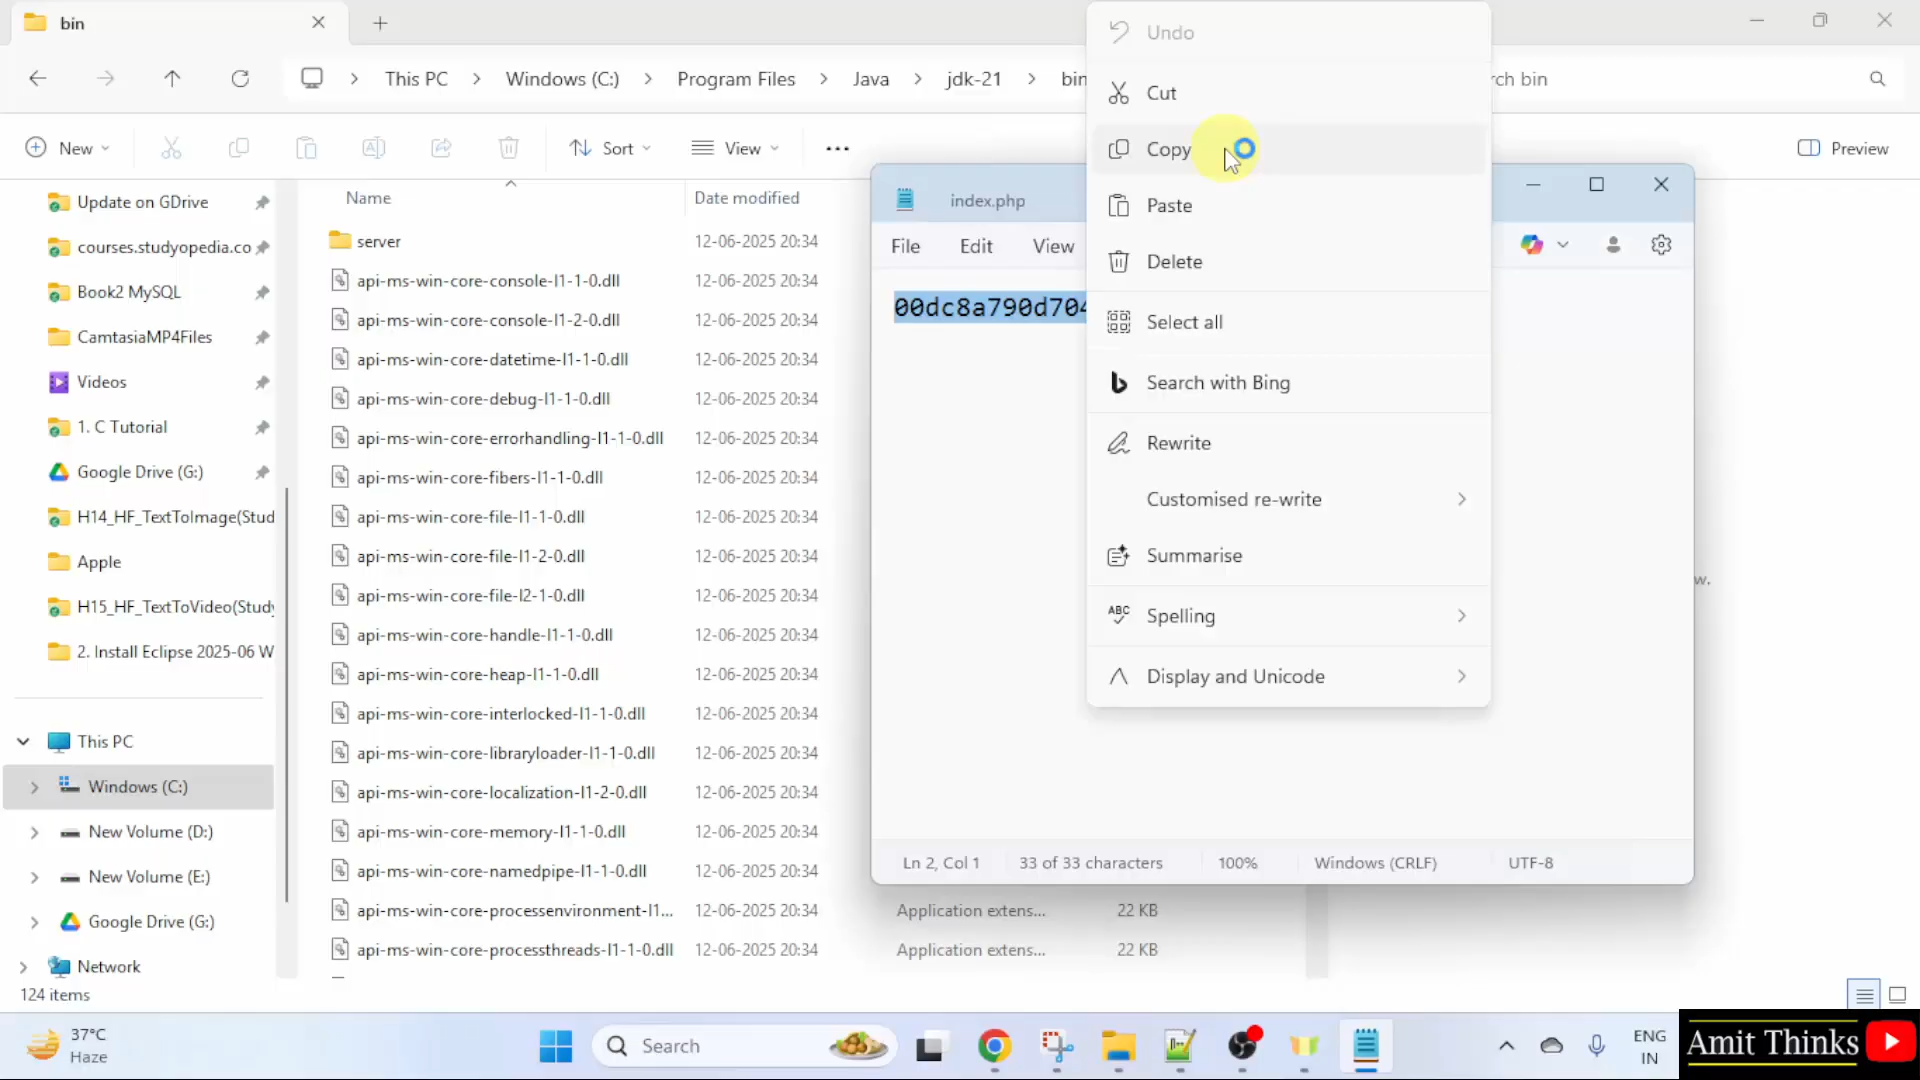 bin
This PC > Windows (C:) > Program Files > Java > jdk-21 > bin
rch bin
New
Sort
View
Preview
Update on GDrive
courses.studyopedia.co
Book2 MySQL
CamtasiaMP4Files
Videos
1. C Tutorial
Google Drive (G:)
H14_HF_TextToImage(Stud
Apple
H15_HF_TextToVideo(Study
2. Install Eclipse 2025-06 W
This PC
Windows (C:)
New Volume (D:)
New Volume (E:)
Google Drive (G:)
Network
124 items
Name Date modified
server 12-06-2025 20:34
api-ms-win-core-console-l1-1-0.dll 12-06-2025 20:34
api-ms-win-core-console-l1-2-0.dll 12-06-2025 20:34
api-ms-win-core-datetime-l1-1-0.dll 12-06-2025 20:34
api-ms-win-core-debug-l1-1-0.dll 12-06-2025 20:34
api-ms-win-core-errorhandling-l1-1-0.dll 12-06-2025 20:34
api-ms-win-core-fibers-l1-1-0.dll 12-06-2025 20:34
api-ms-win-core-file-l1-1-0.dll 12-06-2025 20:34
api-ms-win-core-file-l1-2-0.dll 12-06-2025 20:34
api-ms-win-core-file-l2-1-0.dll 12-06-2025 20:34
api-ms-win-core-handle-l1-1-0.dll 12-06-2025 20:34
api-ms-win-core-heap-l1-1-0.dll 12-06-2025 20:34
api-ms-win-core-interlocked-l1-1-0.dll 12-06-2025 20:34
api-ms-win-core-libraryloader-l1-1-0.dll 12-06-2025 20:34
api-ms-win-core-localization-l1-2-0.dll 12-06-2025 20:34
api-ms-win-core-memory-l1-1-0.dll 12-06-2025 20:34
api-ms-win-core-namedpipe-l1-1-0.dll 12-06-2025 20:34
api-ms-win-core-processenvironment-l1... 12-06-2025 20:34 Application extens... 22 KB
api-ms-win-core-processthreads-l1-1-0.dll 12-06-2025 20:34 Application extens... 22 KB
index.php
File Edit View
00dc8a790d704
Ln 2, Col 1 33 of 33 characters 100% Windows (CRLF) UTF-8
Undo
Cut
Copy
Paste
Delete
Select all
Search with Bing
Rewrite
Customised re-write
Summarise
ABC Spelling
Display and Unicode
w.
37°C
Haze
Search
ENG
IN
Amit Thinks